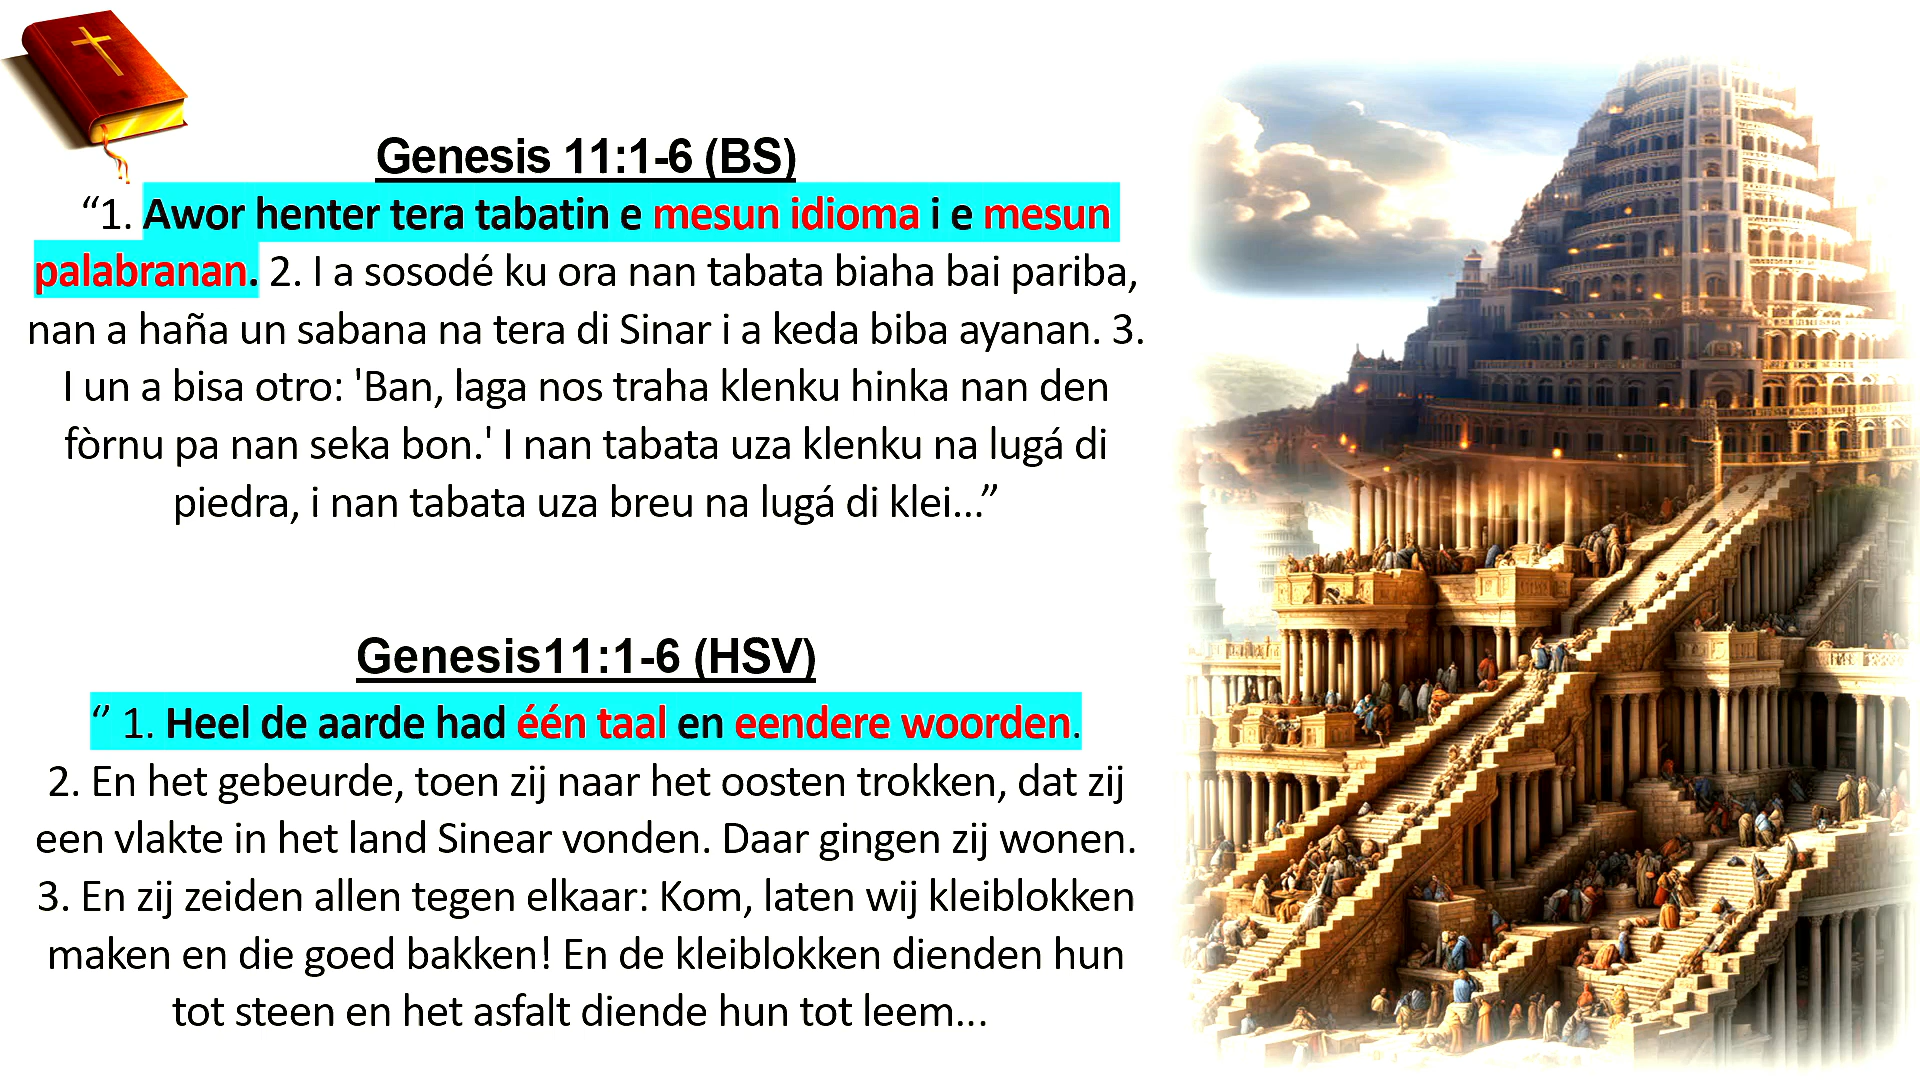 Genesis 11:1-6 (BS)
“1. Awor henter tera tabatin e mesun idioma i e mesun
palabranan. 2. I a sosodé ku ora nan tabata biaha bai pariba,
nan a haña un sabana na tera di Sinar i a keda biba ayanan. 3.
I un a bisa otro: 'Ban, laga nos traha klenku hinka nan den
fòrnu pa nan seka bon.' I nan tabata uza klenku na lugá di
piedra, i nan tabata uza breu na lugá di klei...”
Genesis11:1-6 (HSV)
“ 1. Heel de aarde had één taal en eendere woorden.
2. En het gebeurde, toen zij naar het oosten trokken, dat zij
een vlakte in het land Sinear vonden. Daar gingen zij wonen.
3. En zij zeiden allen tegen elkaar: Kom, laten wij kleiblokken
maken en die goed bakken! En de kleiblokken dienden hun
tot steen en het asfalt diende hun tot leem...